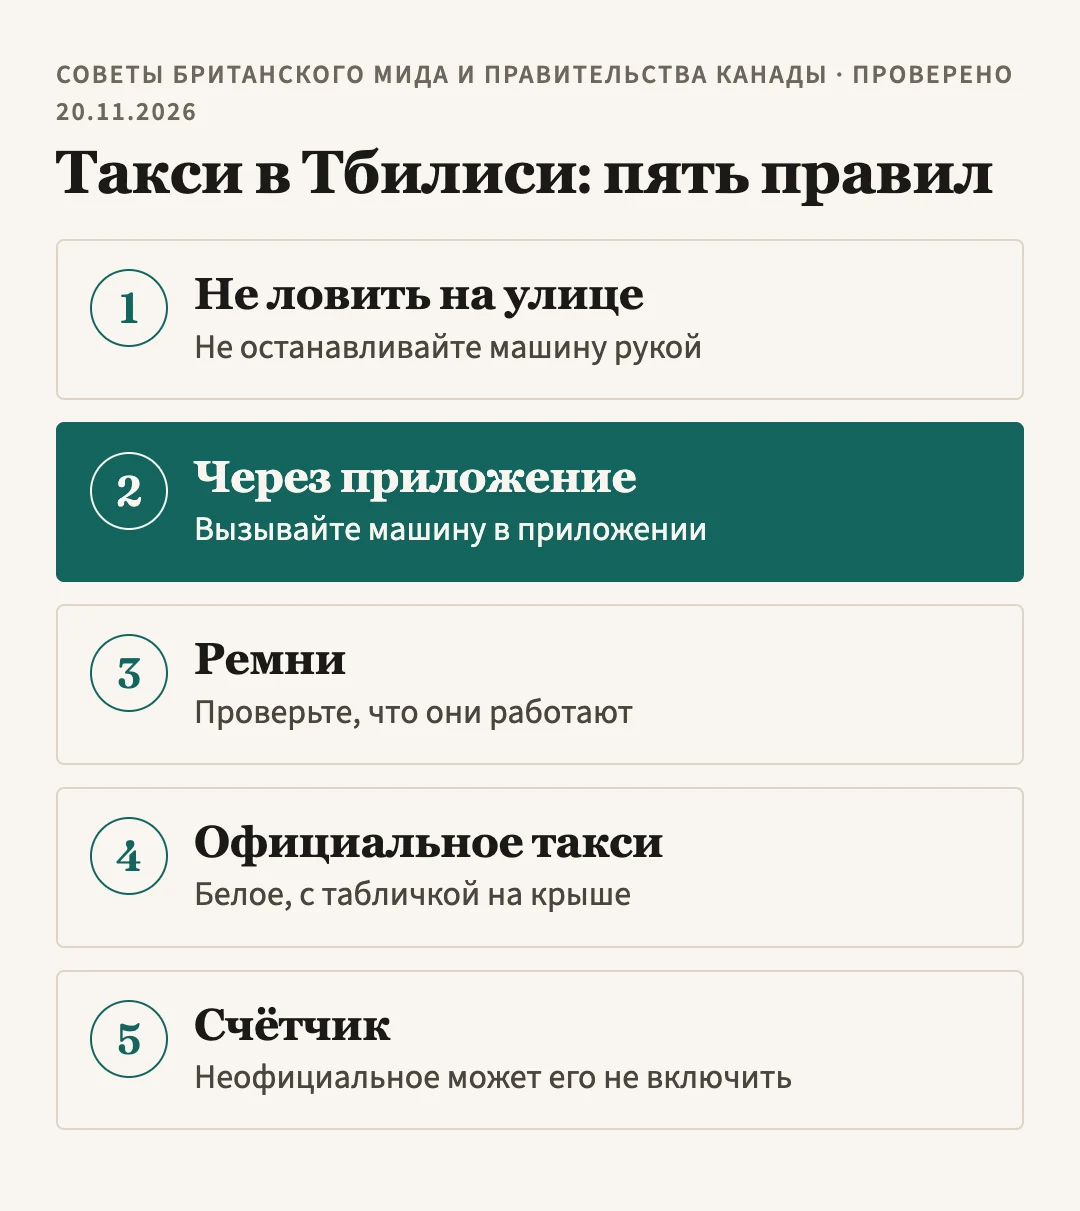 СОВЕТЫ БРИТАНСКОГО МИДА И ПРАВИТЕЛЬСТВА КАНАДЫ · ПРОВЕРЕНО
20.11.2026
Такси в Тбилиси: пять правил
1
Не ловить на улице
Не останавливайте машину рукой
2
Через приложение
Вызывайте машину в приложении
3
Ремни
Проверьте, что они работают
4
Официальное такси
Белое, с табличкой на крыше
5
Счётчик
Неофициальное может его не включить